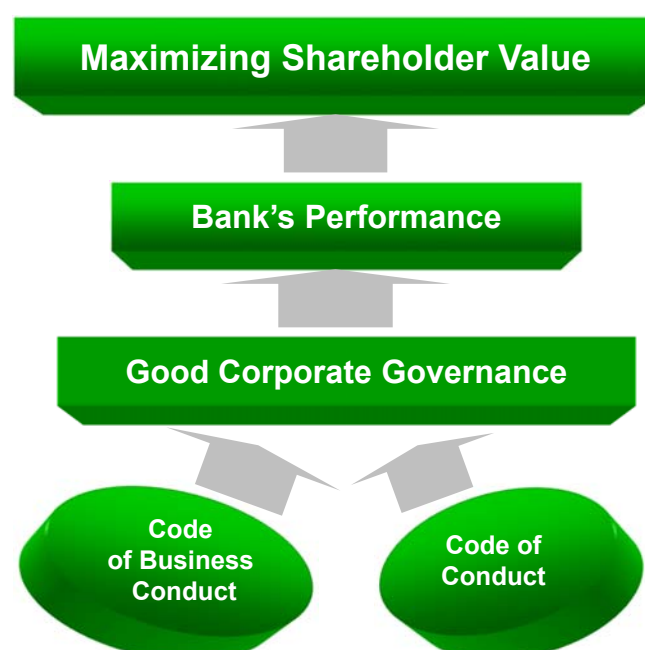 Maximizing Shareholder Value
Bank’s Performance
Good Corporate Governance
Code
of Business
Conduct
Code of
Conduct